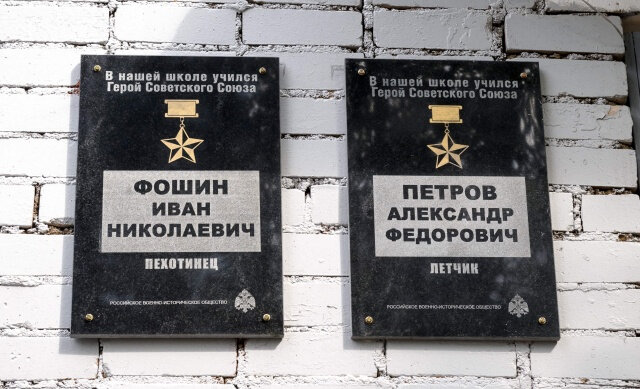 В нашей школе учился
Герой Советского Союза
ФОШИН
ИВАН
НИКОЛАЕВИЧ
ПЕХОТИНЕЦ
РОССИЙСКОЕ ВОЕННО-ИСТОРИЧЕСКОЕ ОБЩЕСТВО
В нашей школе учился
Герой Советского Союза
ПЕТРОВ
АЛЕКСАНДР
ФЕДОРОВИЧ
ЛЕТЧИК
РОССИЙСКОЕ ВОЕННО-ИСТОРИЧЕСКОЕ ОБЩЕСТВО